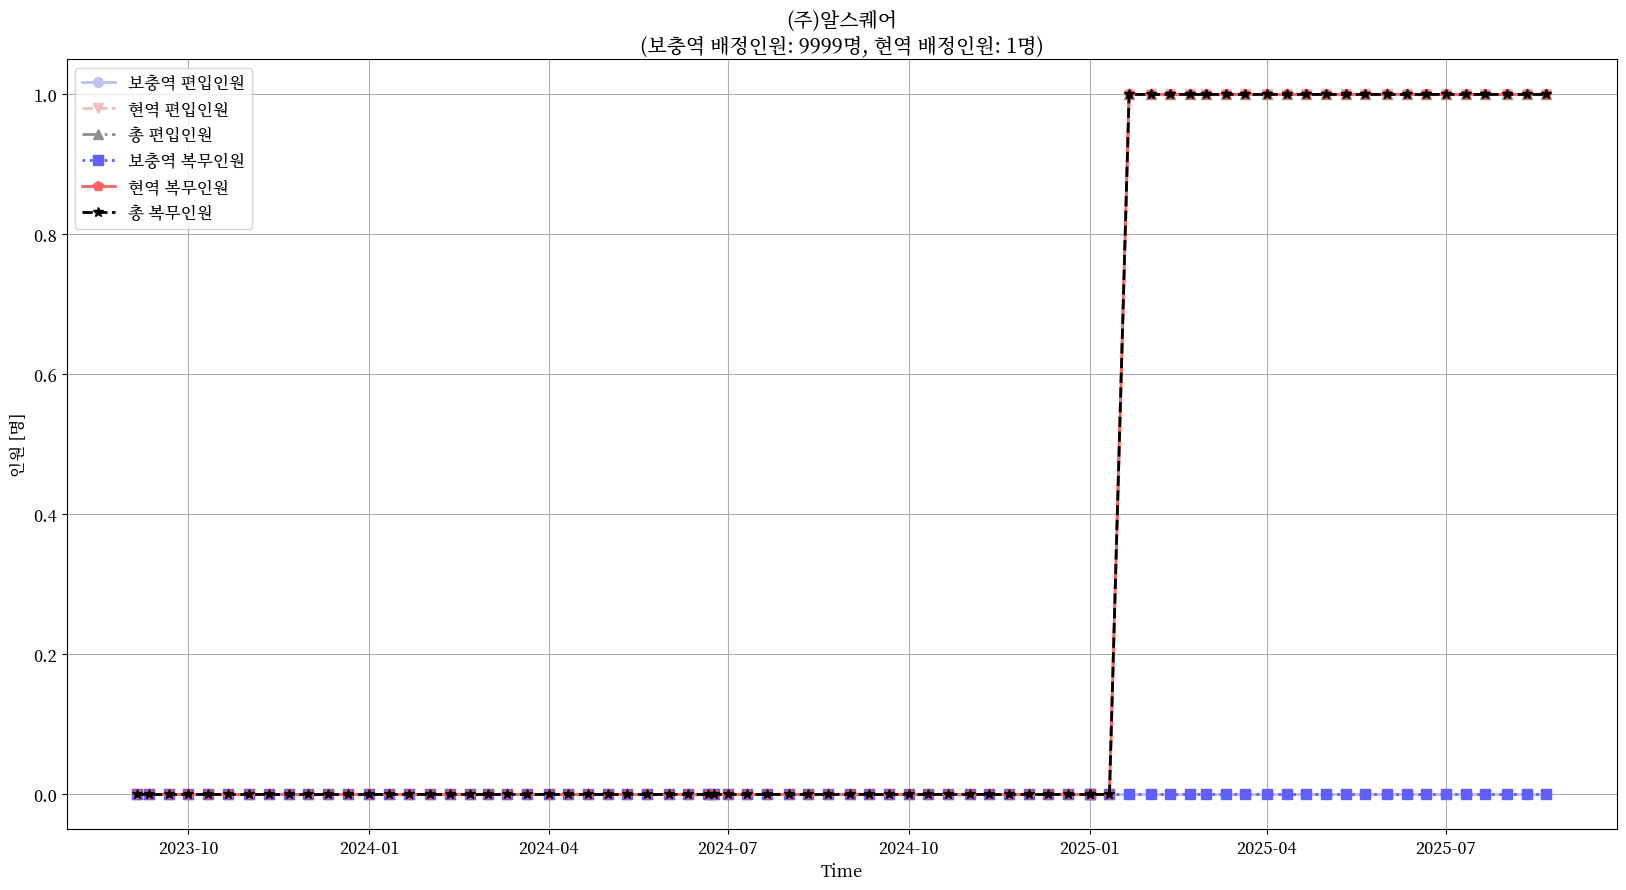 (주)알스퀘어
(보충역 배정인원: 9999명, 현역 배정인원: 1명)
보충역 편입인원
현역 편입인원
총 편입인원
보충역 복무인원
현역 복무인원
총 복무인원
1.0
0.8
0.6
0.4
0.2
0.0
인원 [명]
2023-10
2024-01
2024-04
2024-07
2024-10
2025-01
2025-04
2025-07
Time